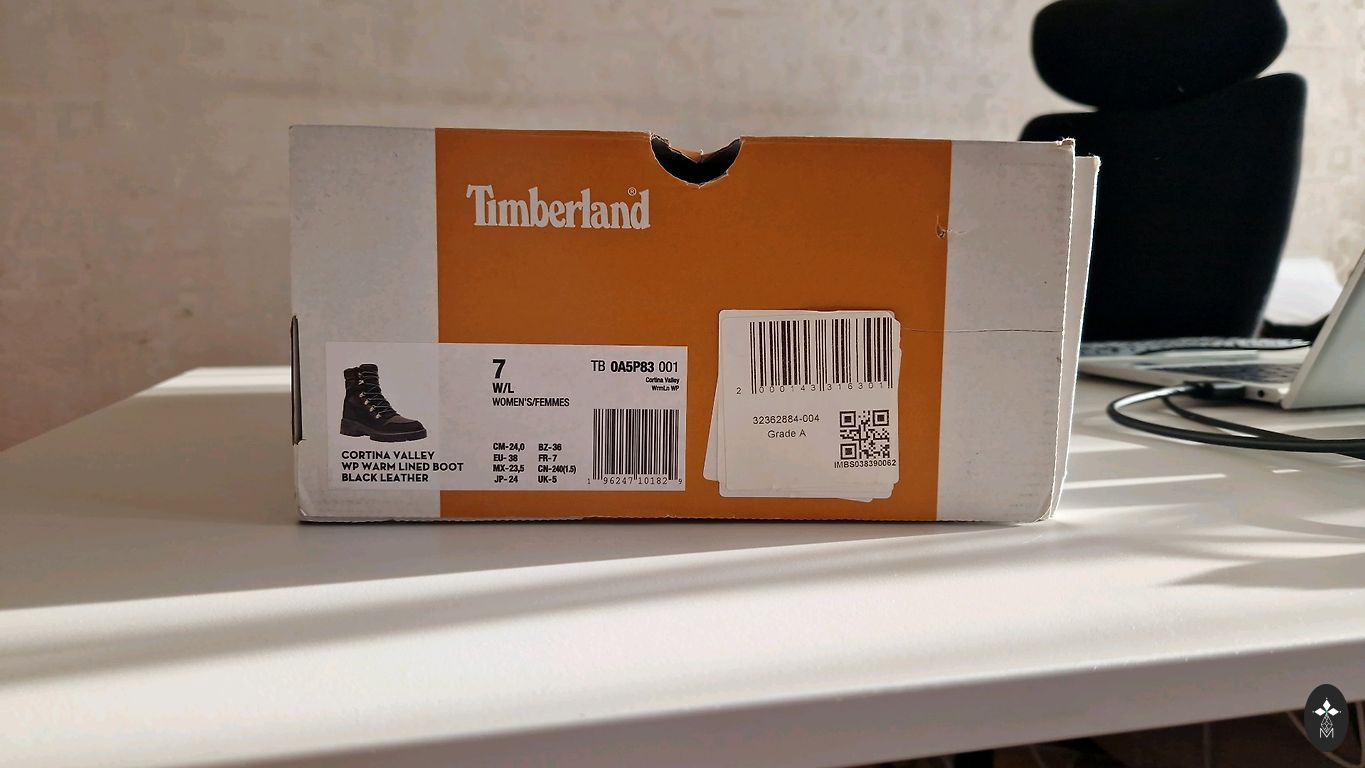 Timberland®
7
W/L
WOMEN'S/FEMMES
TB 0A5P83 001
Cortina Valley
WrmLn WP
CORTINA VALLEY
WP WARM LINED BOOT
BLACK LEATHER
CM-24,0 BZ-36
EU-38 FR-7
MX-23,5 CN-240(1.5)
JP-24 UK-5
1 96247 10182 9
2 000143 316301
32362884-004
Grade A
IMBS038390062
M